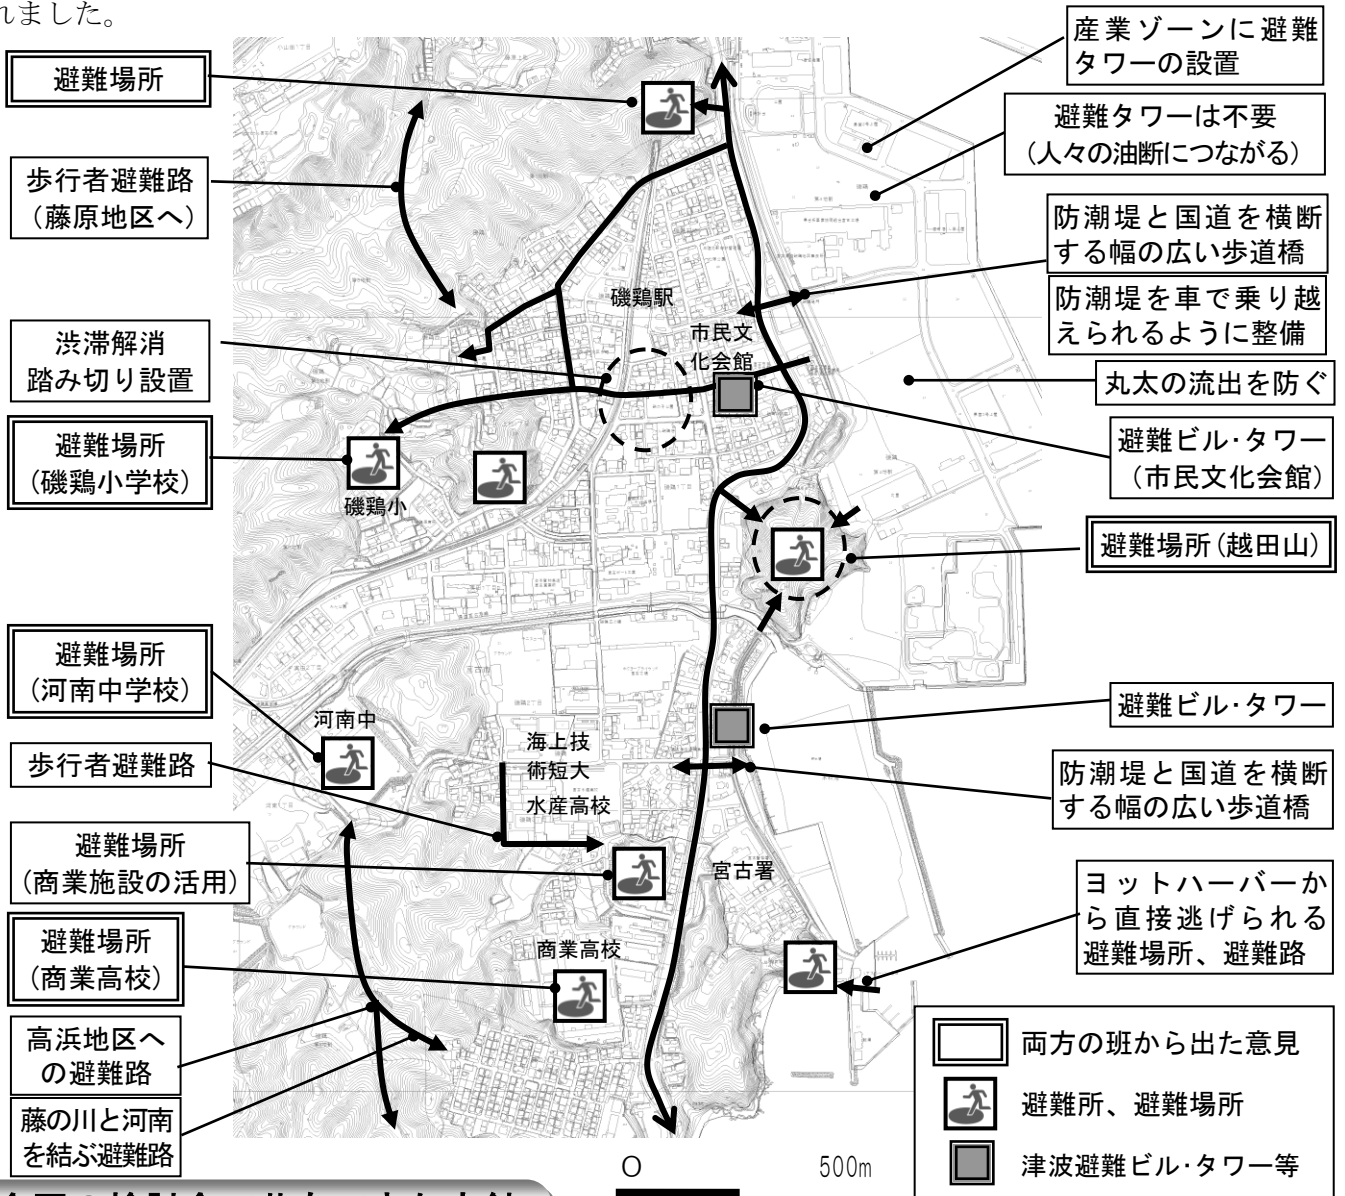 れました。
避難場所
歩行者避難路
（藤原地区へ）
渋滞解消
踏み切り設置
避難場所
（磯鶏小学校）
避難場所
（河南中学校）
歩行者避難路
避難場所
（商業施設の活用）
避難場所
（商業高校）
高浜地区へ
の避難路
藤の川と河南
を結ぶ避難路
磯鶏駅
市民文
化会館
磯鶏小
河南中
海上技
術短大
水産高校
宮古署
商業高校
産業ゾーンに避難
タワーの設置
避難タワーは不要
（人々の油断につながる）
防潮堤と国道を横断
する幅の広い歩道橋
防潮堤を車で乗り越
えられるように整備
丸太の流出を防ぐ
避難ビル・タワー
（市民文化会館）
避難場所（越田山）
避難ビル・タワー
防潮堤と国道を横断
する幅の広い歩道橋
ヨットハーバーか
ら直接逃げられる
避難場所、避難路
両方の班から出た意見
避難所、避難場所
津波避難ビル・タワー等
0 500m